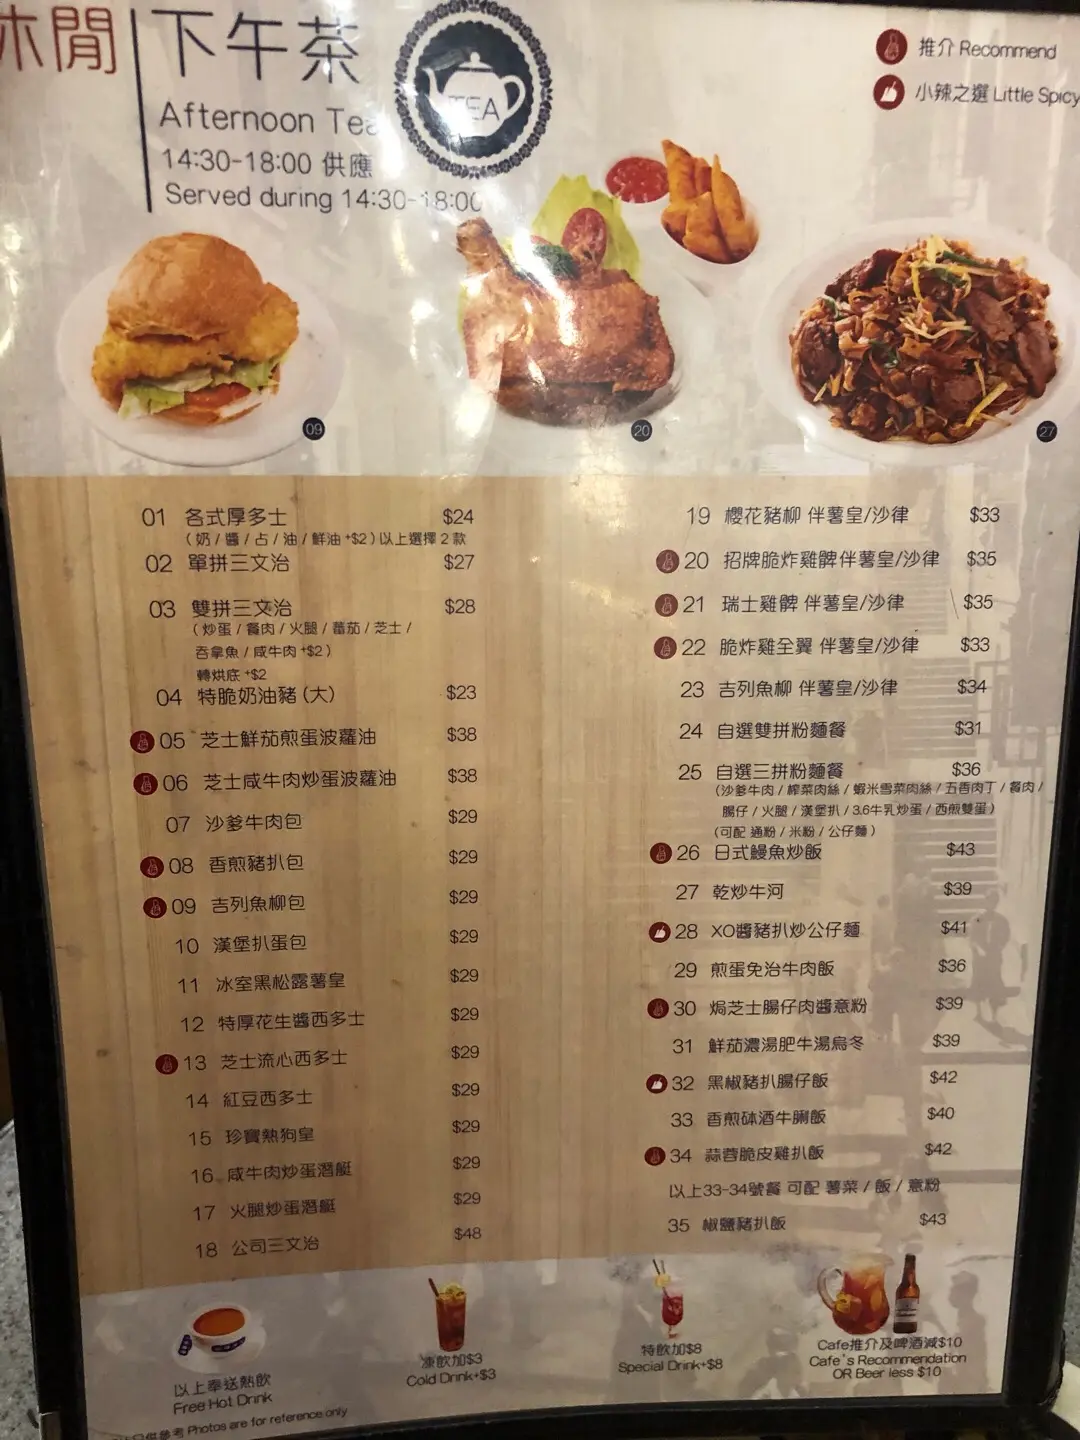 休閒 下午茶
Afternoon Tea
14:30-18:00 供應
Served during 14:30-18:00
TEA
推介 Recommend
小辣之選 Little Spicy
09
20
27
01 各式厚多士 $24
（奶 / 醬 / 占 / 油 / 鮮油 +$2）以上選擇 2 款
02 單拼三文治 $27
03 雙拼三文治 $28
（炒蛋 / 餐肉 / 火腿 / 蕃茄 / 芝士 /
吞拿魚 / 咸牛肉 +$2）
轉烘底 +$2
04 特脆奶油豬（大） $23
05 芝士鮮茄煎蛋波蘿油 $38
06 芝士咸牛肉炒蛋波蘿油 $38
07 沙爹牛肉包 $29
08 香煎豬扒包 $29
09 吉列魚柳包 $29
10 漢堡扒蛋包 $29
11 冰室黑松露薯皇 $29
12 特厚花生醬西多士 $29
13 芝士流心西多士 $29
14 紅豆西多士 $29
15 珍寶熱狗皇 $29
16 咸牛肉炒蛋潛艇 $29
17 火腿炒蛋潛艇 $29
18 公司三文治 $48
19 櫻花豬柳 伴薯皇/沙律 $33
20 招牌脆炸雞髀伴薯皇/沙律 $35
21 瑞士雞髀 伴薯皇/沙律 $35
22 脆炸雞全翼 伴薯皇/沙律 $33
23 吉列魚柳 伴薯皇/沙律 $34
24 自選雙拼粉麵餐 $31
25 自選三拼粉麵餐 $36
（沙爹牛肉 / 榨菜肉絲 / 蝦米雪菜肉絲 / 五香肉丁 / 餐肉 /
腸仔 / 火腿 / 漢堡扒 / 3.6牛乳炒蛋 / 西煎雙蛋）
（可配 通粉 / 米粉 / 公仔麵）
26 日式鰻魚炒飯 $43
27 乾炒牛河 $39
28 XO醬豬扒炒公仔麵 $41
29 煎蛋免治牛肉飯 $36
30 焗芝士腸仔肉醬意粉 $39
31 鮮茄濃湯肥牛湯烏冬 $39
32 黑椒豬扒腸仔飯 $42
33 香煎砵酒牛脷飯 $40
34 蒜蓉脆皮雞扒飯 $42
以上33-34號餐 可配 薯菜 / 飯 / 意粉
35 椒鹽豬扒飯 $43
以上奉送熱飲
Free Hot Drink
凍飲加$3
Cold Drink+$3
特飲加$8
Special Drink+$8
Cafe推介及啤酒減$10
Cafe's Recommendation
OR Beer less $10
只供參考 Photos are for reference only